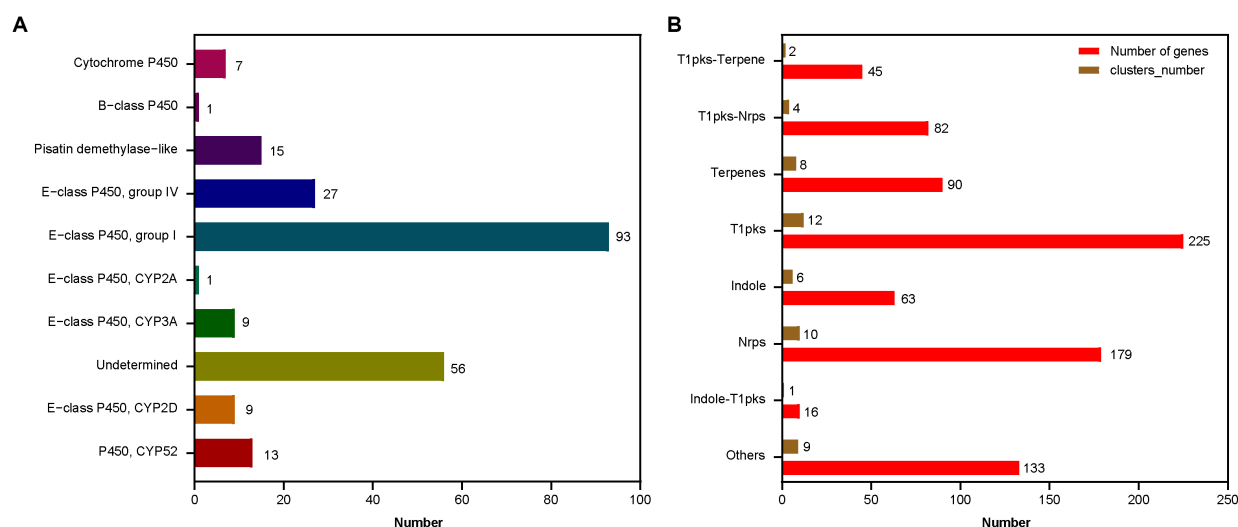 A
Cytochrome P450
7
B−class P450
1
Pisatin demethylase−like
15
E−class P450, group IV
27
E−class P450, group I
93
E−class P450, CYP2A
1
E−class P450, CYP3A
9
Undetermined
56
E−class P450, CYP2D
9
P450, CYP52
13
0 20 40 60 80 100
Number
B
Number of genes
clusters_number
T1pks-Terpene
2
45
T1pks-Nrps
4
82
Terpenes
8
90
T1pks
12
225
Indole
6
63
Nrps
10
179
Indole-T1pks
1
16
Others
9
133
0 50 100 150 200 250
Number